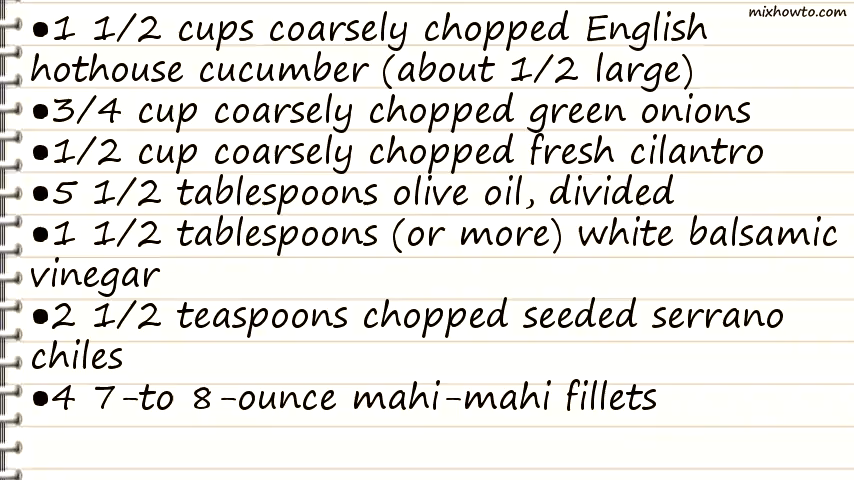 mixhowto.com
●1 1/2 cups coarsely chopped English
hothouse cucumber (about 1/2 large)
●3/4 cup coarsely chopped green onions
●1/2 cup coarsely chopped fresh cilantro
●5 1/2 tablespoons olive oil, divided
●1 1/2 tablespoons (or more) white balsamic
vinegar
●2 1/2 teaspoons chopped seeded serrano
chiles
●4 7-to 8-ounce mahi-mahi fillets